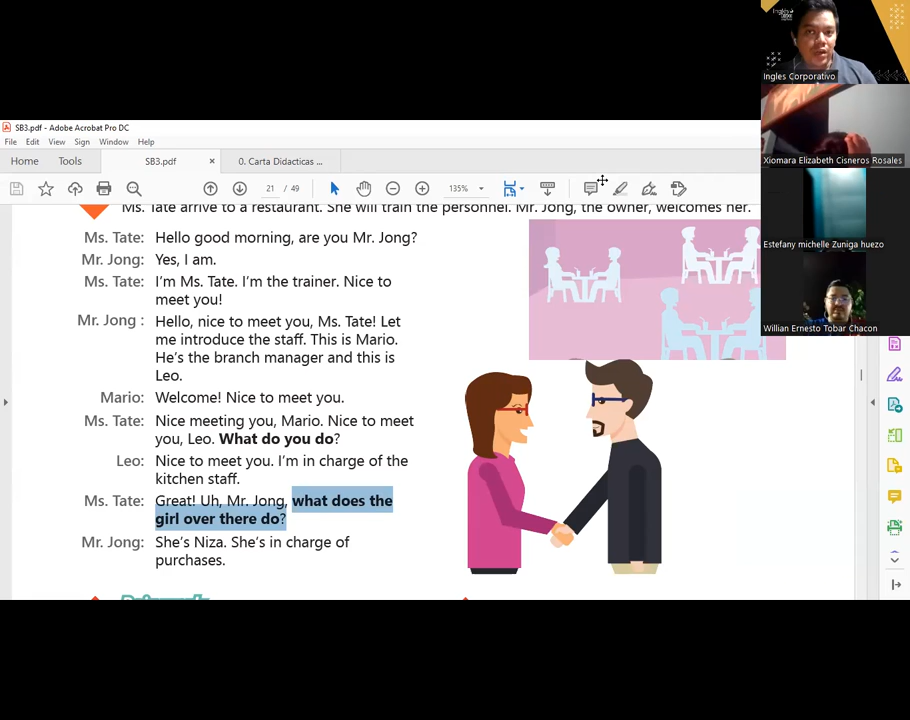 SB3.pdf - Adobe Acrobat Pro DC
File Edit View Sign Window Help
Home Tools SB3.pdf × 0. Carta Didacticas ...
21 / 49 135%
Ms. Tate arrive to a restaurant. She will train the personnel. Mr. Jong, the owner, welcomes her.
Ms. Tate: Hello good morning, are you Mr. Jong?
Mr. Jong: Yes, I am.
Ms. Tate: I'm Ms. Tate. I'm the trainer. Nice to
meet you!
Mr. Jong : Hello, nice to meet you, Ms. Tate! Let
me introduce the staff. This is Mario.
He's the branch manager and this is
Leo.
Mario: Welcome! Nice to meet you.
Ms. Tate: Nice meeting you, Mario. Nice to meet
you, Leo. What do you do?
Leo: Nice to meet you. I'm in charge of the
kitchen staff.
Ms. Tate: Great! Uh, Mr. Jong, what does the
girl over there do?
Mr. Jong: She's Niza. She's in charge of
purchases.
Ingles Corporativo
Xiomara Elizabeth Cisneros Rosales
Estefany michelle Zuniga huezo
Willian Ernesto Tobar Chacon